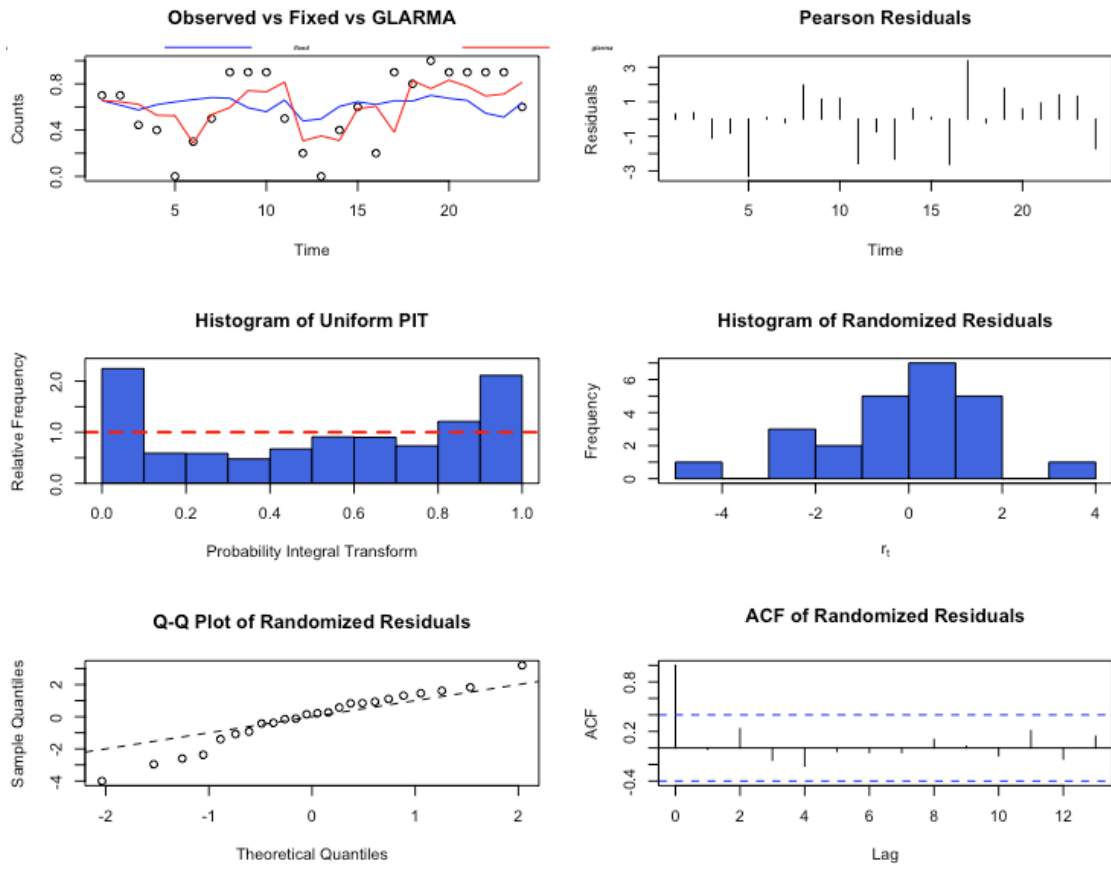 Observed vs Fixed vs GLARMA
fixed
glarma
Counts
0.0 0.4 0.8
5 10 15 20
Time
Pearson Residuals
Residuals
-3 -1 1 3
5 10 15 20
Time
Histogram of Uniform PIT
Relative Frequency
0.0 1.0 2.0
0.0 0.2 0.4 0.6 0.8 1.0
Probability Integral Transform
Histogram of Randomized Residuals
Frequency
0 2 4 6
-4 -2 0 2 4
rt
Q-Q Plot of Randomized Residuals
Sample Quantiles
-4 -2 0 2
-2 -1 0 1 2
Theoretical Quantiles
ACF of Randomized Residuals
ACF
-0.4 0.2 0.8
0 2 4 6 8 10 12
Lag